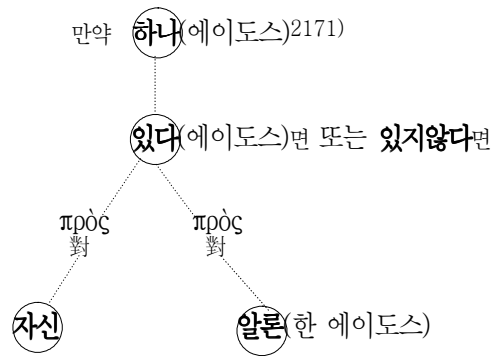 만약 하나(에이도스)2171)
있다(에이도스)면 또는 있지않다면
πρὸς πρὸς
對 對
자신 알론(한 에이도스)